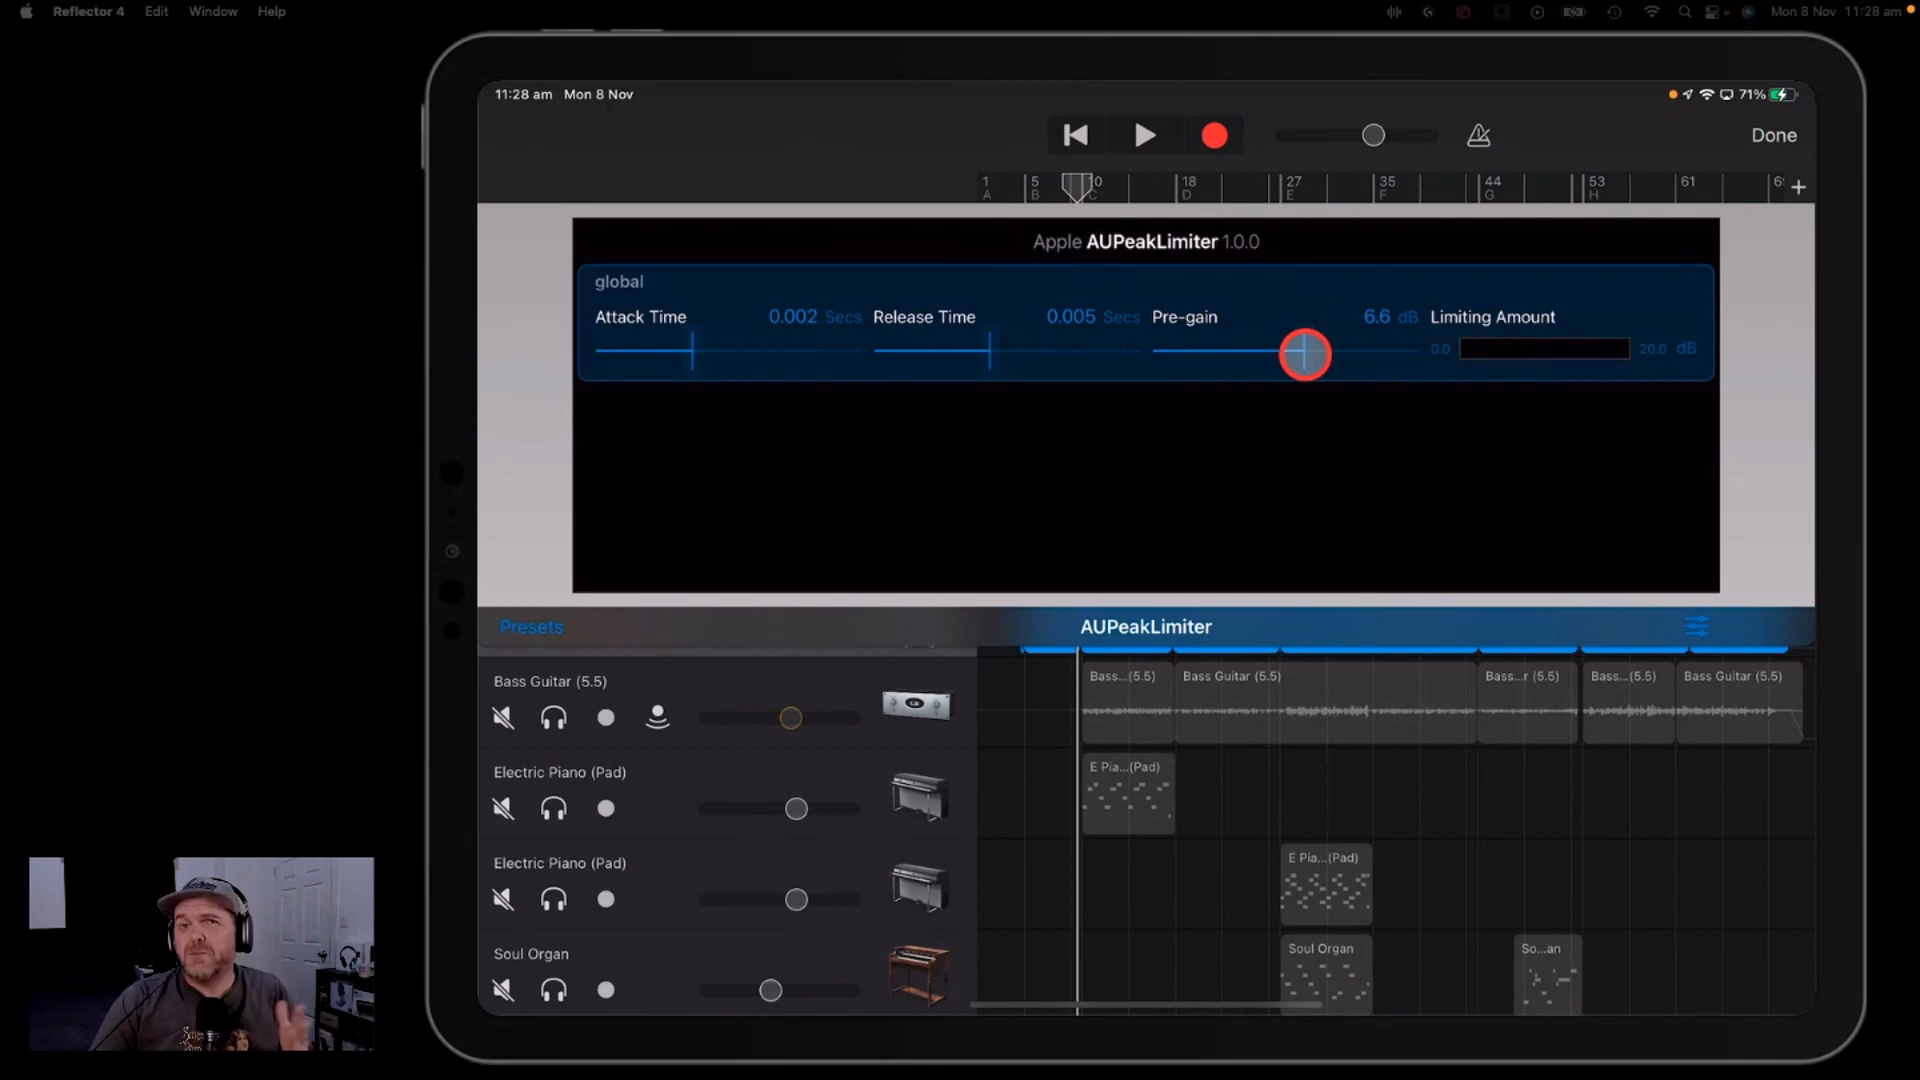 Reflector 4 Edit Window Help
Mon 8 Nov 11:28 am
11:28 am Mon 8 Nov
71%
Done
1 5 10 18 27 35 44 53 61
A B C D E F G H
Apple AUPeakLimiter 1.0.0
global
Attack Time 0.002 Secs Release Time 0.005 Secs Pre-gain 6.6 dB Limiting Amount
0.0 20.0 dB
Presets AUPeakLimiter
Bass Guitar (5.5)
Bass...(5.5) Bass Guitar (5.5) Bass...r (5.5) Bass...(5.5) Bass Guitar (5.5)
Electric Piano (Pad)
E Pia...(Pad)
Electric Piano (Pad)
E Pia...(Pad)
Soul Organ
Soul Organ So...an